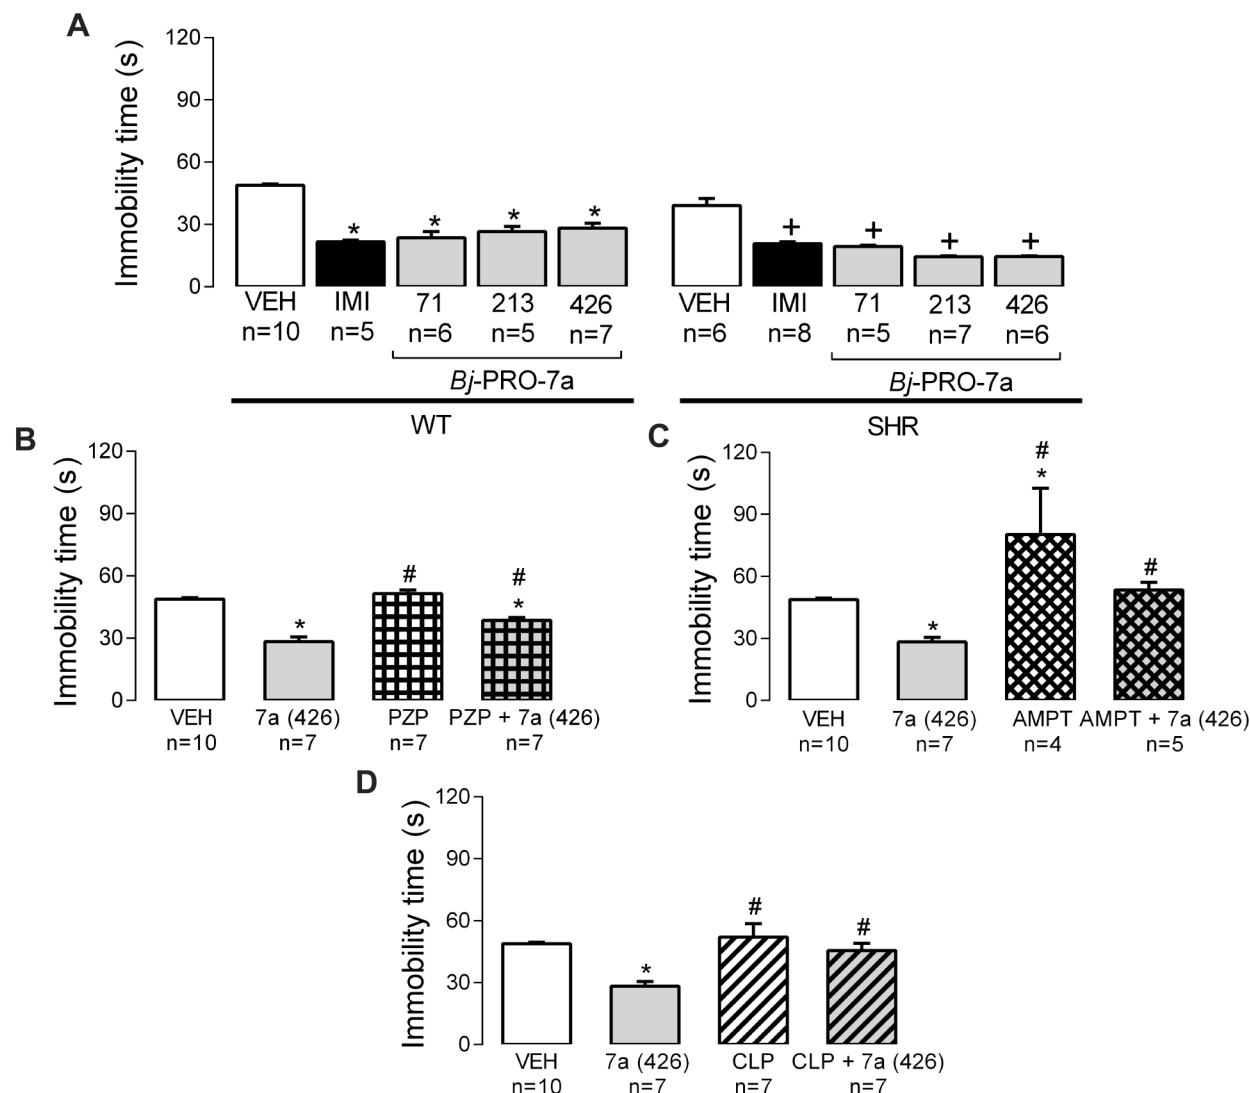 A
Immobility time (s)
120
90
60
30
0
* * * *
+ + + +
VEH IMI 71 213 426 VEH IMI 71 213 426
n=10 n=5 n=6 n=5 n=7 n=6 n=8 n=5 n=7 n=6
Bj-PRO-7a Bj-PRO-7a
WT SHR
B
Immobility time (s)
120
90
60
30
0
*
#
#
*
VEH 7a (426) PZP PZP + 7a (426)
n=10 n=7 n=7 n=7
C
Immobility time (s)
120
90
60
30
0
*
#
*
#
VEH 7a (426) AMPT AMPT + 7a (426)
n=10 n=7 n=4 n=5
D
Immobility time (s)
120
90
60
30
0
*
#
#
VEH 7a (426) CLP CLP + 7a (426)
n=10 n=7 n=7 n=7